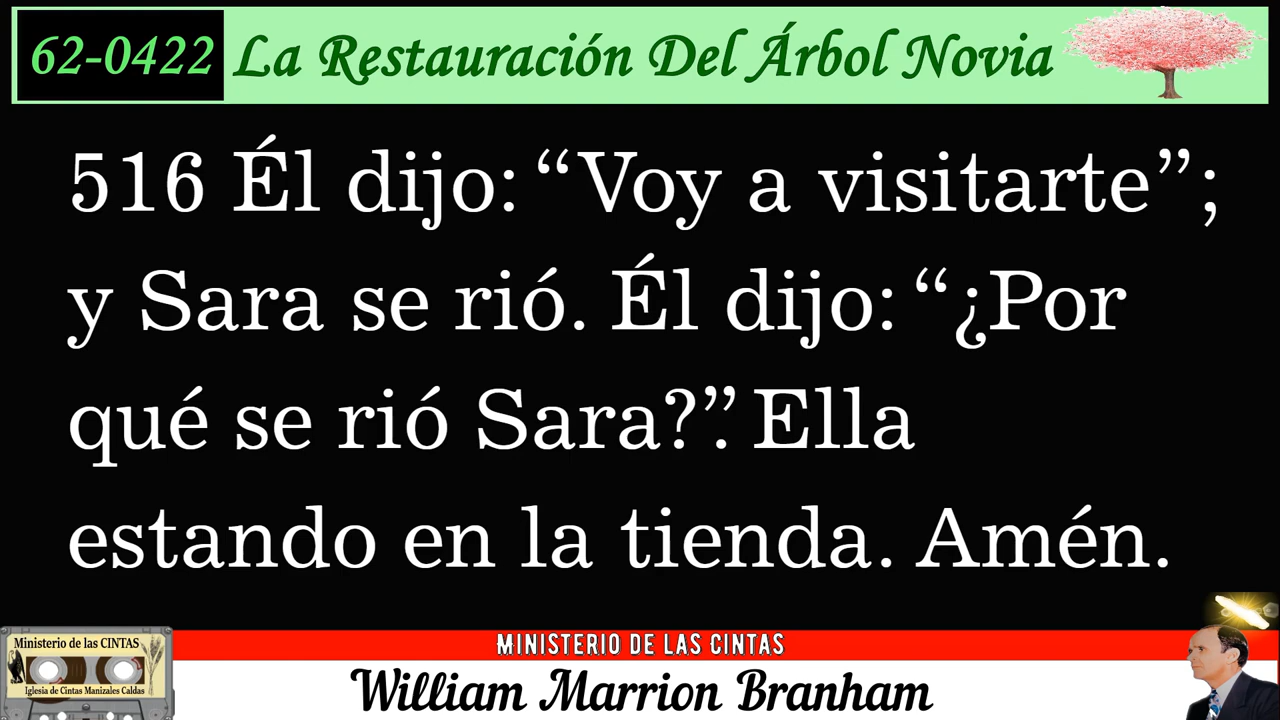 62-0422 La Restauración Del Árbol Novia
516 Él dijo: “Voy a visitarte”;
y Sara se rió. Él dijo: “¿Por
qué se rió Sara?”. Ella
estando en la tienda. Amén.
MINISTERIO DE LAS CINTAS
Ministerio de las CINTAS
Iglesia de Cintas Manizales Caldas
William Marrion Branham